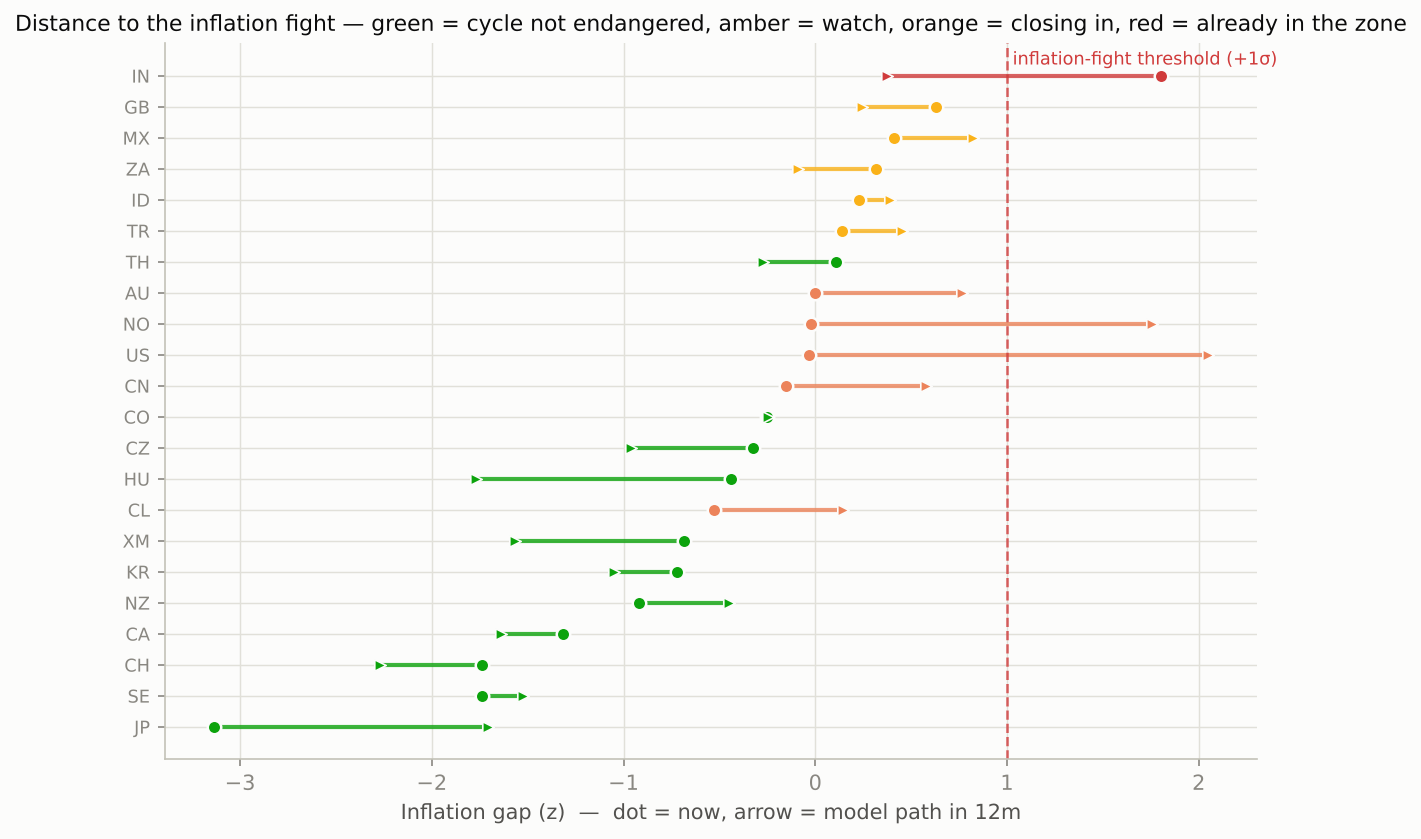 Distance to the inflation fight — green = cycle not endangered, amber = watch, orange = closing in, red = already in the zone
inflation-fight threshold (+1σ)
IN
GB
MX
ZA
ID
TR
TH
AU
NO
US
CN
CO
CZ
HU
CL
XM
KR
NZ
CA
CH
SE
JP
−3 −2 −1 0 1 2
Inflation gap (z) — dot = now, arrow = model path in 12m